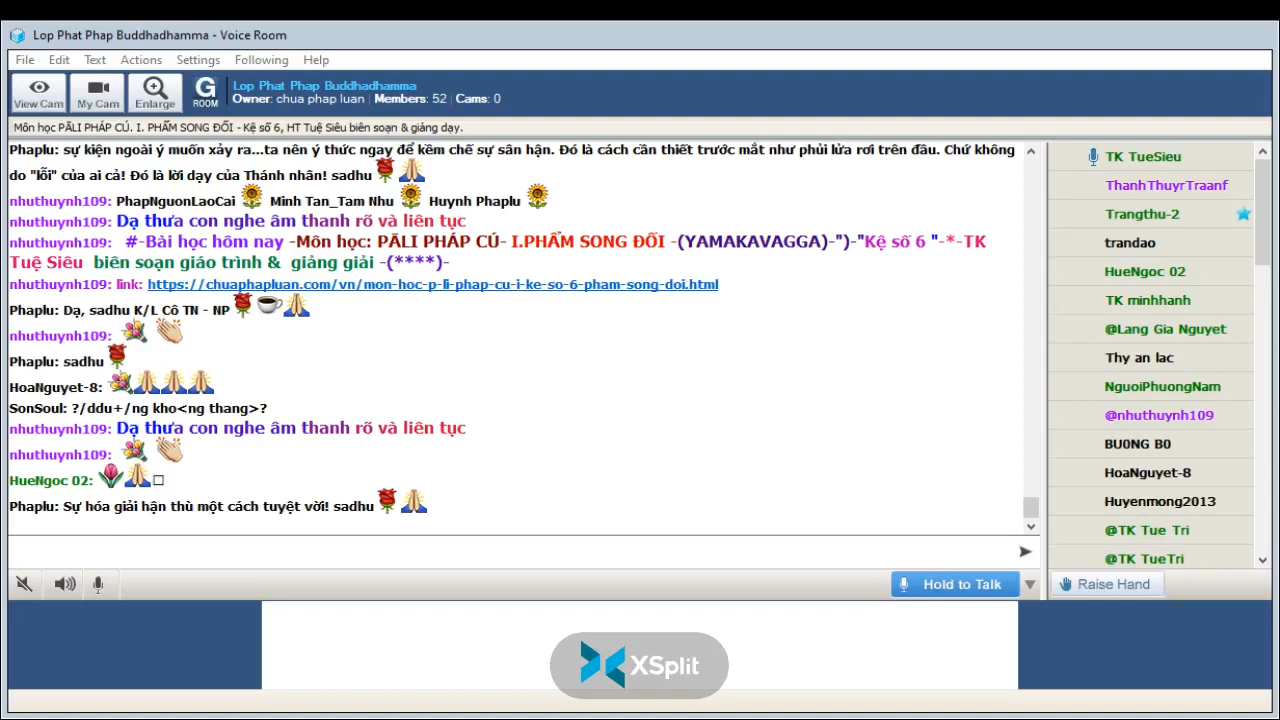 Lop Phat Phap Buddhadhamma - Voice Room
File Edit Text Actions Settings Following Help
View Cam My Cam Enlarge G ROOM Lop Phat Phap Buddhadhamma
Owner: chua phap luan | Members: 52 | Cams: 0
Môn học PĀLI PHÁP CÚ. I. PHẨM SONG ĐỐI - Kệ số 6, HT Tuệ Siêu biên soạn & giảng dạy.
Phaplu: sự kiện ngoài ý muốn xảy ra...ta nên ý thức ngay để kềm chế sự sân hận. Đó là cách cần thiết trước mắt như phủi lửa rơi trên đầu. Chứ không
do "lỗi" của ai cả! Đó là lời dạy của Thánh nhân! sadhu
nhuthuynh109: PhapNguonLaoCai Minh Tan_Tam Nhu Huynh Phaplu
nhuthuynh109: Dạ thưa con nghe âm thanh rõ và liên tục
nhuthuynh109: #-Bài học hôm nay -Môn học: PĀLI PHÁP CÚ- I.PHẨM SONG ĐỐI -(YAMAKAVAGGA)-")-"Kệ số 6 "-*-TK
Tuệ Siêu biên soạn giáo trình & giảng giải -(****)-
nhuthuynh109: link: https://chuaphapluan.com/vn/mon-hoc-p-li-phap-cu-i-ke-so-6-pham-song-doi.html
Phaplu: Dạ, sadhu K/L Cô TN - NP
nhuthuynh109:
Phaplu: sadhu
HoaNguyet-8:
SonSoul: ?/ddu+/ng kho<ng thang>?
nhuthuynh109: Dạ thưa con nghe âm thanh rõ và liên tục
nhuthuynh109:
HueNgoc 02:
Phaplu: Sự hóa giải hận thù một cách tuyệt vời! sadhu
TK TueSieu
ThanhThuyrTraanf
Trangthu-2
trandao
HueNgoc 02
TK minhhanh
@Lang Gia Nguyet
Thy an lac
NguoiPhuongNam
@nhuthuynh109
BU0NG B0
HoaNguyet-8
Huyenmong2013
@TK Tue Tri
@TK TueTri
Hold to Talk
Raise Hand
XSplit